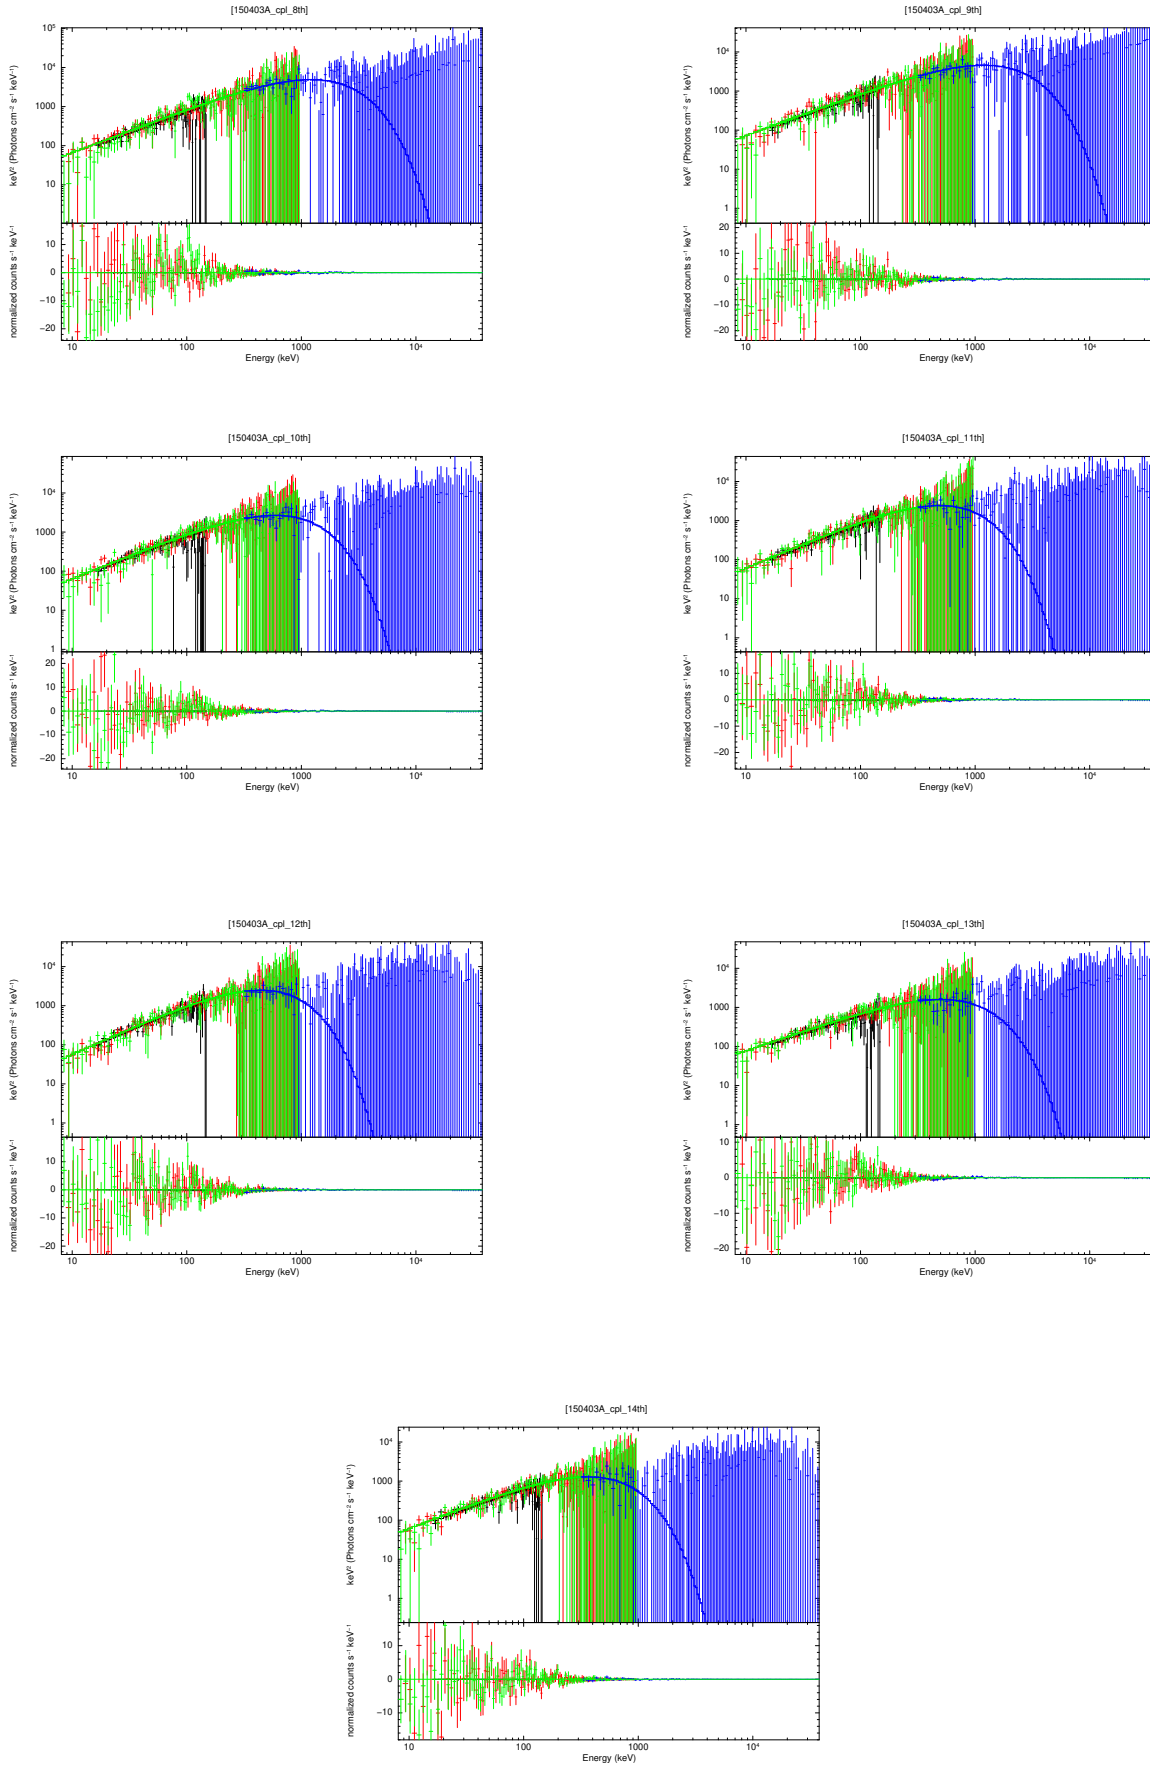 [150403A_cpl_8th]
keV² (Photons cm⁻² s⁻¹ keV⁻¹)
10⁵
10⁴
1000
100
10
normalized counts s⁻¹ keV⁻¹
10
0
−10
−20
10 100 1000 10⁴
Energy (keV)
[150403A_cpl_9th]
keV² (Photons cm⁻² s⁻¹ keV⁻¹)
10⁴
1000
100
10
1
normalized counts s⁻¹ keV⁻¹
20
10
0
−10
−20
10 100 1000 10⁴
Energy (keV)
[150403A_cpl_10th]
keV² (Photons cm⁻² s⁻¹ keV⁻¹)
10⁴
1000
100
10
1
normalized counts s⁻¹ keV⁻¹
20
10
0
−10
−20
10 100 1000 10⁴
Energy (keV)
[150403A_cpl_11th]
keV² (Photons cm⁻² s⁻¹ keV⁻¹)
10⁴
1000
100
10
1
normalized counts s⁻¹ keV⁻¹
10
0
−10
−20
10 100 1000 10⁴
Energy (keV)
[150403A_cpl_12th]
keV² (Photons cm⁻² s⁻¹ keV⁻¹)
10⁴
1000
100
10
1
normalized counts s⁻¹ keV⁻¹
10
0
−10
−20
10 100 1000 10⁴
Energy (keV)
[150403A_cpl_13th]
keV² (Photons cm⁻² s⁻¹ keV⁻¹)
10⁴
1000
100
10
1
normalized counts s⁻¹ keV⁻¹
10
0
−10
−20
10 100 1000 10⁴
Energy (keV)
[150403A_cpl_14th]
keV² (Photons cm⁻² s⁻¹ keV⁻¹)
10⁴
1000
100
10
1
normalized counts s⁻¹ keV⁻¹
10
0
−10
10 100 1000 10⁴
Energy (keV)